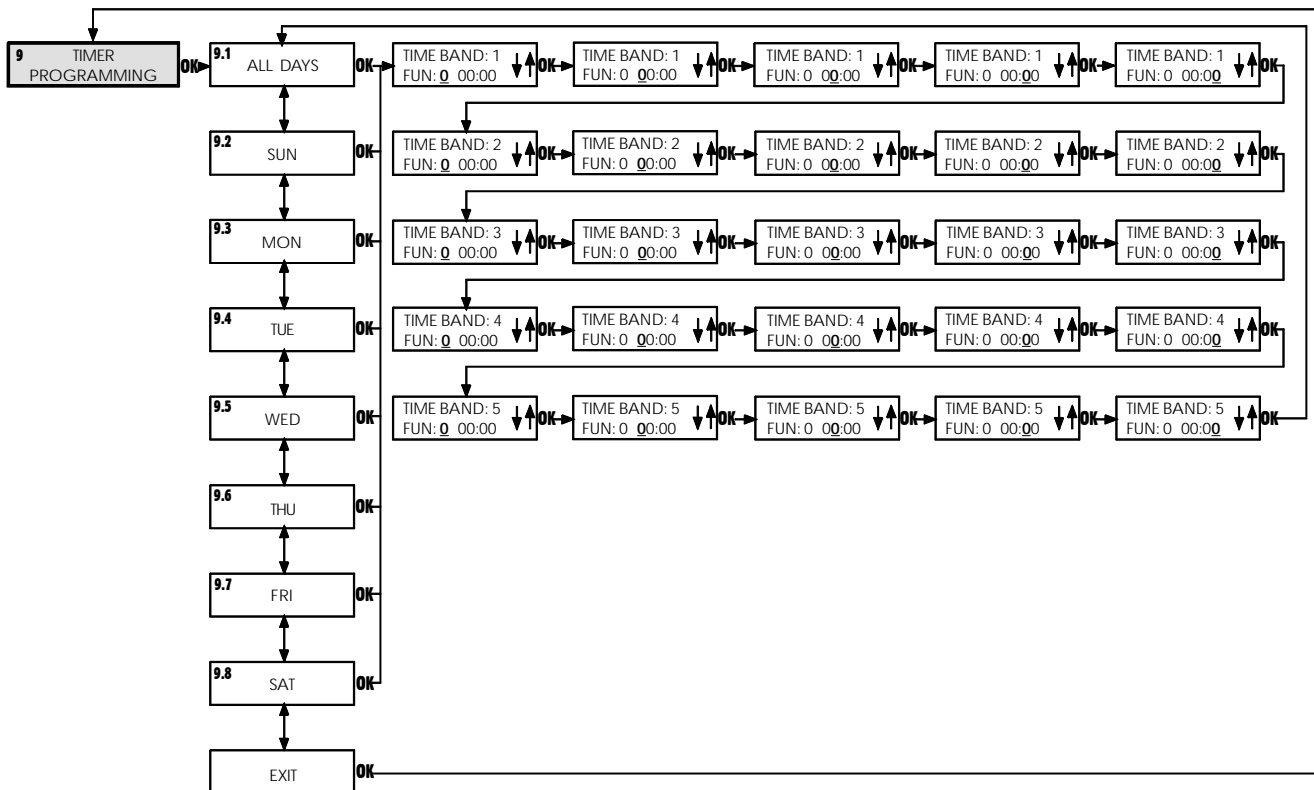 9 TIMER
PROGRAMMING
OK
9.1
ALL DAYS
OK
TIME BAND: 1
FUN: 0 00:00
OK
TIME BAND: 1
FUN: 0 00:00
OK
TIME BAND: 1
FUN: 0 00:00
OK
TIME BAND: 1
FUN: 0 00:00
OK
TIME BAND: 1
FUN: 0 00:00
OK
9.2
SUN
OK
TIME BAND: 2
FUN: 0 00:00
OK
TIME BAND: 2
FUN: 0 00:00
OK
TIME BAND: 2
FUN: 0 00:00
OK
TIME BAND: 2
FUN: 0 00:00
OK
TIME BAND: 2
FUN: 0 00:00
OK
9.3
MON
OK
TIME BAND: 3
FUN: 0 00:00
OK
TIME BAND: 3
FUN: 0 00:00
OK
TIME BAND: 3
FUN: 0 00:00
OK
TIME BAND: 3
FUN: 0 00:00
OK
TIME BAND: 3
FUN: 0 00:00
OK
9.4
TUE
OK
TIME BAND: 4
FUN: 0 00:00
OK
TIME BAND: 4
FUN: 0 00:00
OK
TIME BAND: 4
FUN: 0 00:00
OK
TIME BAND: 4
FUN: 0 00:00
OK
TIME BAND: 4
FUN: 0 00:00
OK
9.5
WED
OK
TIME BAND: 5
FUN: 0 00:00
OK
TIME BAND: 5
FUN: 0 00:00
OK
TIME BAND: 5
FUN: 0 00:00
OK
TIME BAND: 5
FUN: 0 00:00
OK
TIME BAND: 5
FUN: 0 00:00
OK
9.6
THU
OK
9.7
FRI
OK
9.8
SAT
OK
EXIT
OK